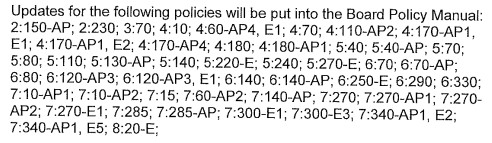 Updates for the following policies will be put into the Board Policy Manual:
2:150-AP; 2:230; 3:70; 4:10; 4:60-AP4, E1; 4:70; 4:110-AP2; 4:170-AP1,
E1; 4:170-AP1, E2; 4:170-AP4; 4:180; 4:180-AP1; 5:40; 5:40-AP; 5:70;
5:80; 5:110; 5:130-AP; 5:140; 5:220-E; 5:240; 5:270-E; 6:70; 6:70-AP;
6:80; 6:120-AP3; 6:120-AP3, E1; 6:140; 6:140-AP; 6:250-E; 6:290; 6:330;
7:10-AP1; 7:10-AP2; 7:15; 7:60-AP2; 7:140-AP; 7:270; 7:270-AP1; 7:270-
AP2; 7:270-E1; 7:285; 7:285-AP; 7:300-E1; 7:300-E3; 7:340-AP1, E2;
7:340-AP1, E5; 8:20-E;